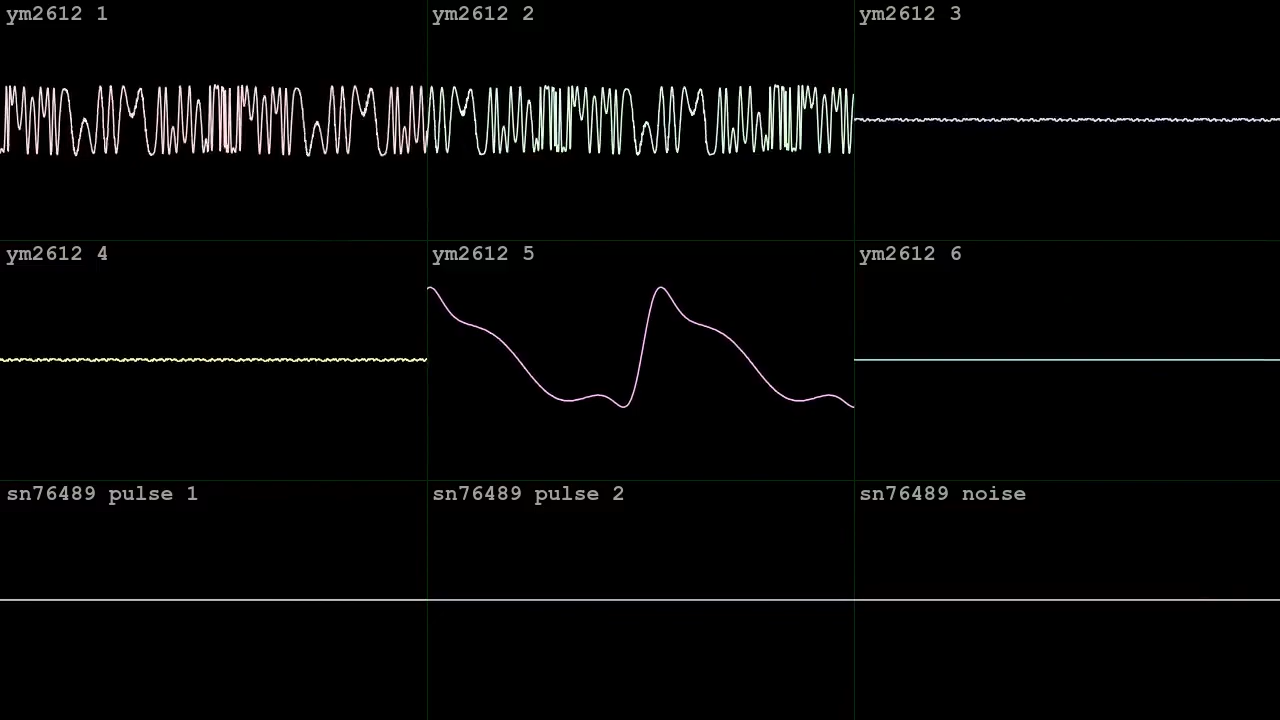 ym2612 1
ym2612 2
ym2612 3
ym2612 4
ym2612 5
ym2612 6
sn76489 pulse 1
sn76489 pulse 2
sn76489 noise